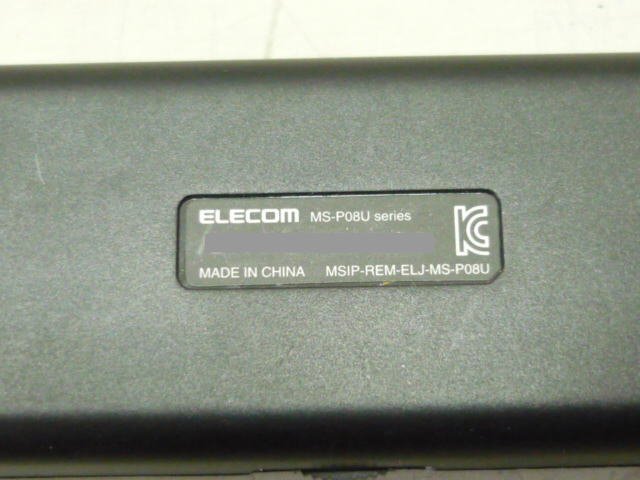 ELECOM MS-P08U series
MADE IN CHINA MSIP-REM-ELJ-MS-P08U